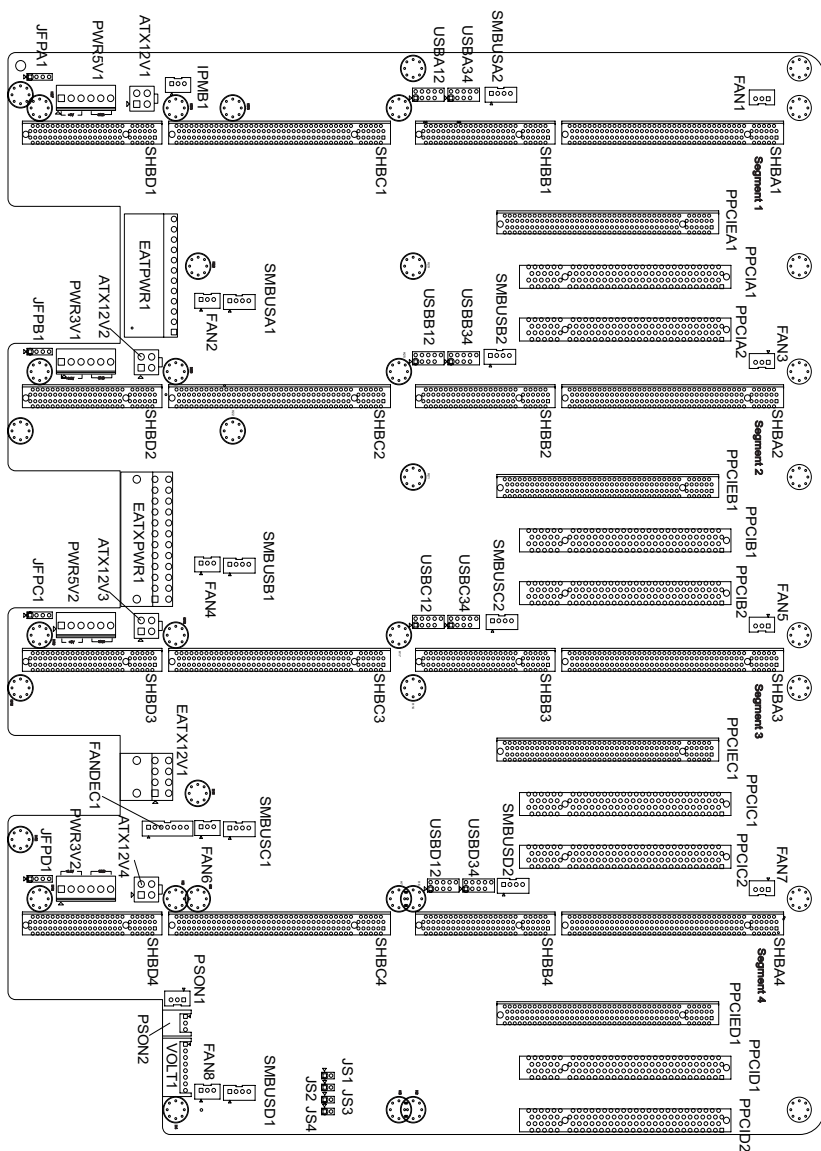 JFPA1
PWR5V1
ATX12V1
IPMB1
USBA12
USBA34
SMBUSA2
FAN1
SHBD1
SHBC1
SHBB1
SHBA1
Segment 1
PPCIEA1
PPCIA1
PPCIA2
EATPWR1
SMBUSA1
FAN2
JFPB1
PWR3V1
ATX12V2
USBB12
USBB34
SMBUSB2
FAN3
SHBD2
SHBC2
SHBB2
SHBA2
Segment 2
PPCIEB1
PPCIB1
PPCIB2
EATXPWR1
SMBUSB1
FAN4
JFPC1
PWR5V2
ATX12V3
USBC12
USBC34
SMBUSC2
FAN5
SHBD3
SHBC3
SHBB3
SHBA3
Segment 3
PPCIEC1
PPCIC1
PPCIC2
EATX12V1
FANDEC1
SMBUSC1
FAN6
JFPD1
PWR3V2
ATX12V4
USBD12
USBD34
SMBUSD2
FAN7
SHBD4
SHBC4
SHBB4
SHBA4
Segment 4
PPCIED1
PPCID1
PPCID2
PSON1
PSON2
VOLT1
FAN8
SMBUSD1
JS1 JS3
JS2 JS4